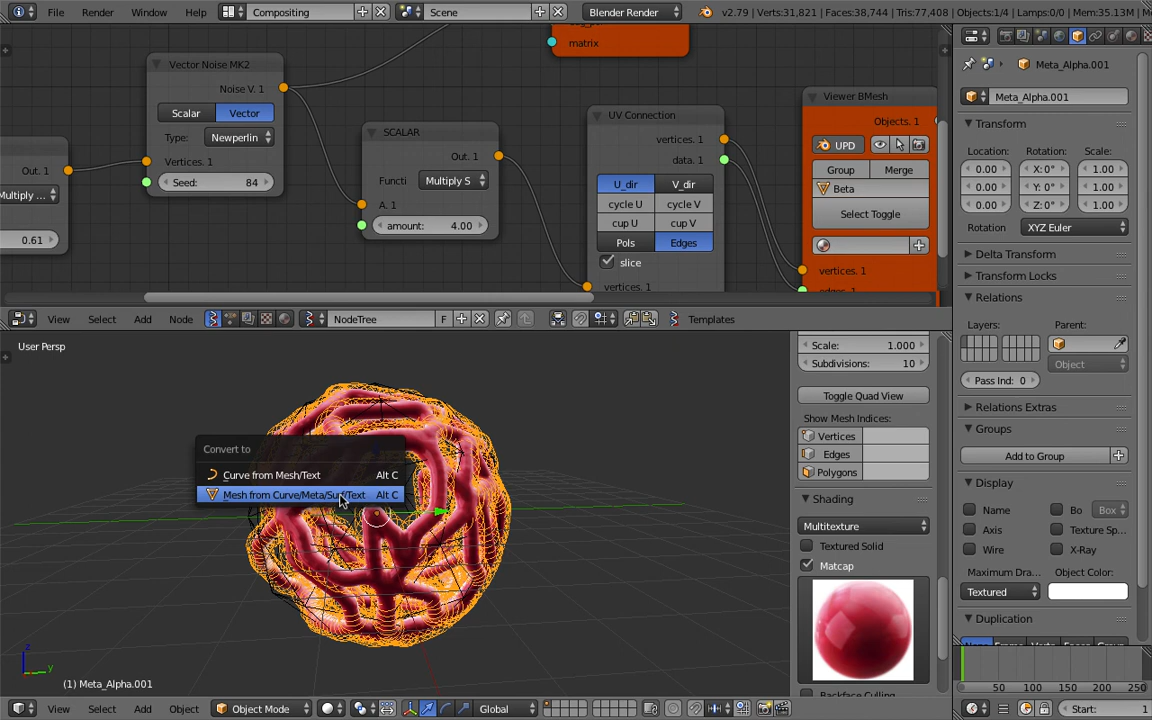 File Render Window Help Compositing Scene Blender Render v2.79 | Verts:31,821 | Faces:38,744 | Tris:77,408 | Objects:1/4 | Lamps:0/0 | Mem:35.13M | M
matrix
Vector Noise MK2
Noise V. 1
Scalar Vector
Type: Newperlin
Vertices. 1
Seed: 84
Out. 1
Multiply ...
0.61
SCALAR
Out. 1
Functi Multiply S
A. 1
amount: 4.00
UV Connection
vertices. 1
data. 1
U_dir V_dir
cycle U cycle V
cup U cup V
Pols Edges
slice
vertices. 1
Viewer BMesh
Objects. 1
UPD
Group Merge
Beta
Select Toggle
vertices. 1
edges. 1
View Select Add Node NodeTree F Templates
User Persp
Convert to
Curve from Mesh/Text Alt C
Mesh from Curve/Meta/Surf/Text Alt C
z
y
(1) Meta_Alpha.001
Scale: 1.000
Subdivisions: 10
Toggle Quad View
Show Mesh Indices:
Vertices
Edges
Polygons
Shading
Multitexture
Textured Solid
Matcap
Backface Culling
View Select Add Object Object Mode Global
Meta_Alpha.001
Meta_Alpha.001
Transform
Location: Rotation: Scale:
0.00 X: 0° 1.00
0.00 Y: 0° 1.00
0.00 Z: 0° 1.00
Rotation XYZ Euler
Delta Transform
Transform Locks
Relations
Layers: Parent:
Object
Pass Ind: 0
Relations Extras
Groups
Add to Group
Display
Name Bo Box
Axis Texture Sp...
Wire X-Ray
Maximum Dra... Object Color:
Textured
Duplication
None Frame Verts Faces Group
50 100 150 200 250
Start: 1